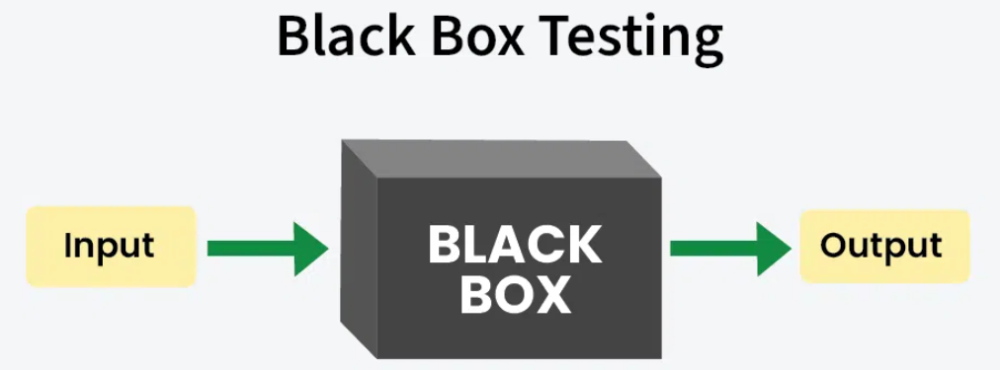 Black Box Testing
Input
BLACK
BOX
Output